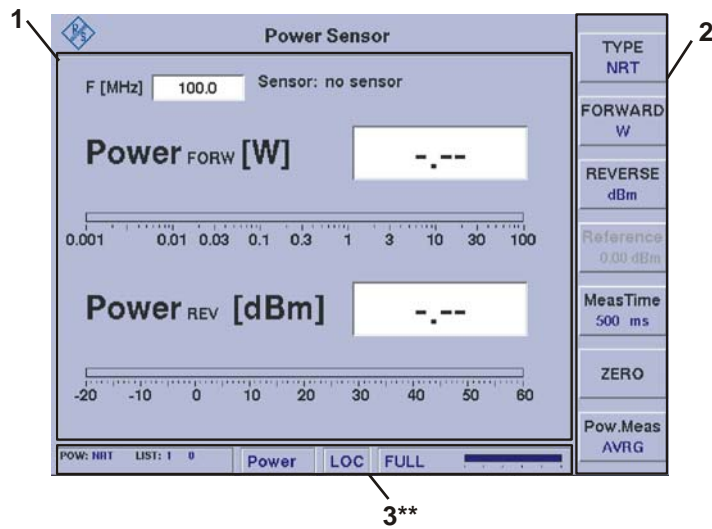 1
2
R/S
Power Sensor
F [MHz] 100.0 Sensor: no sensor
Power FORW [W] -.--
0.001 0.01 0.03 0.1 0.3 1 3 10 30 100
Power REV [dBm] -.--
-20 -10 0 10 20 30 40 50 60
TYPE
NRT
FORWARD
W
REVERSE
dBm
Reference
0.00 dBm
MeasTime
500 ms
ZERO
Pow.Meas
AVRG
POW: NRT LIST: 1 0 Power LOC FULL
3**